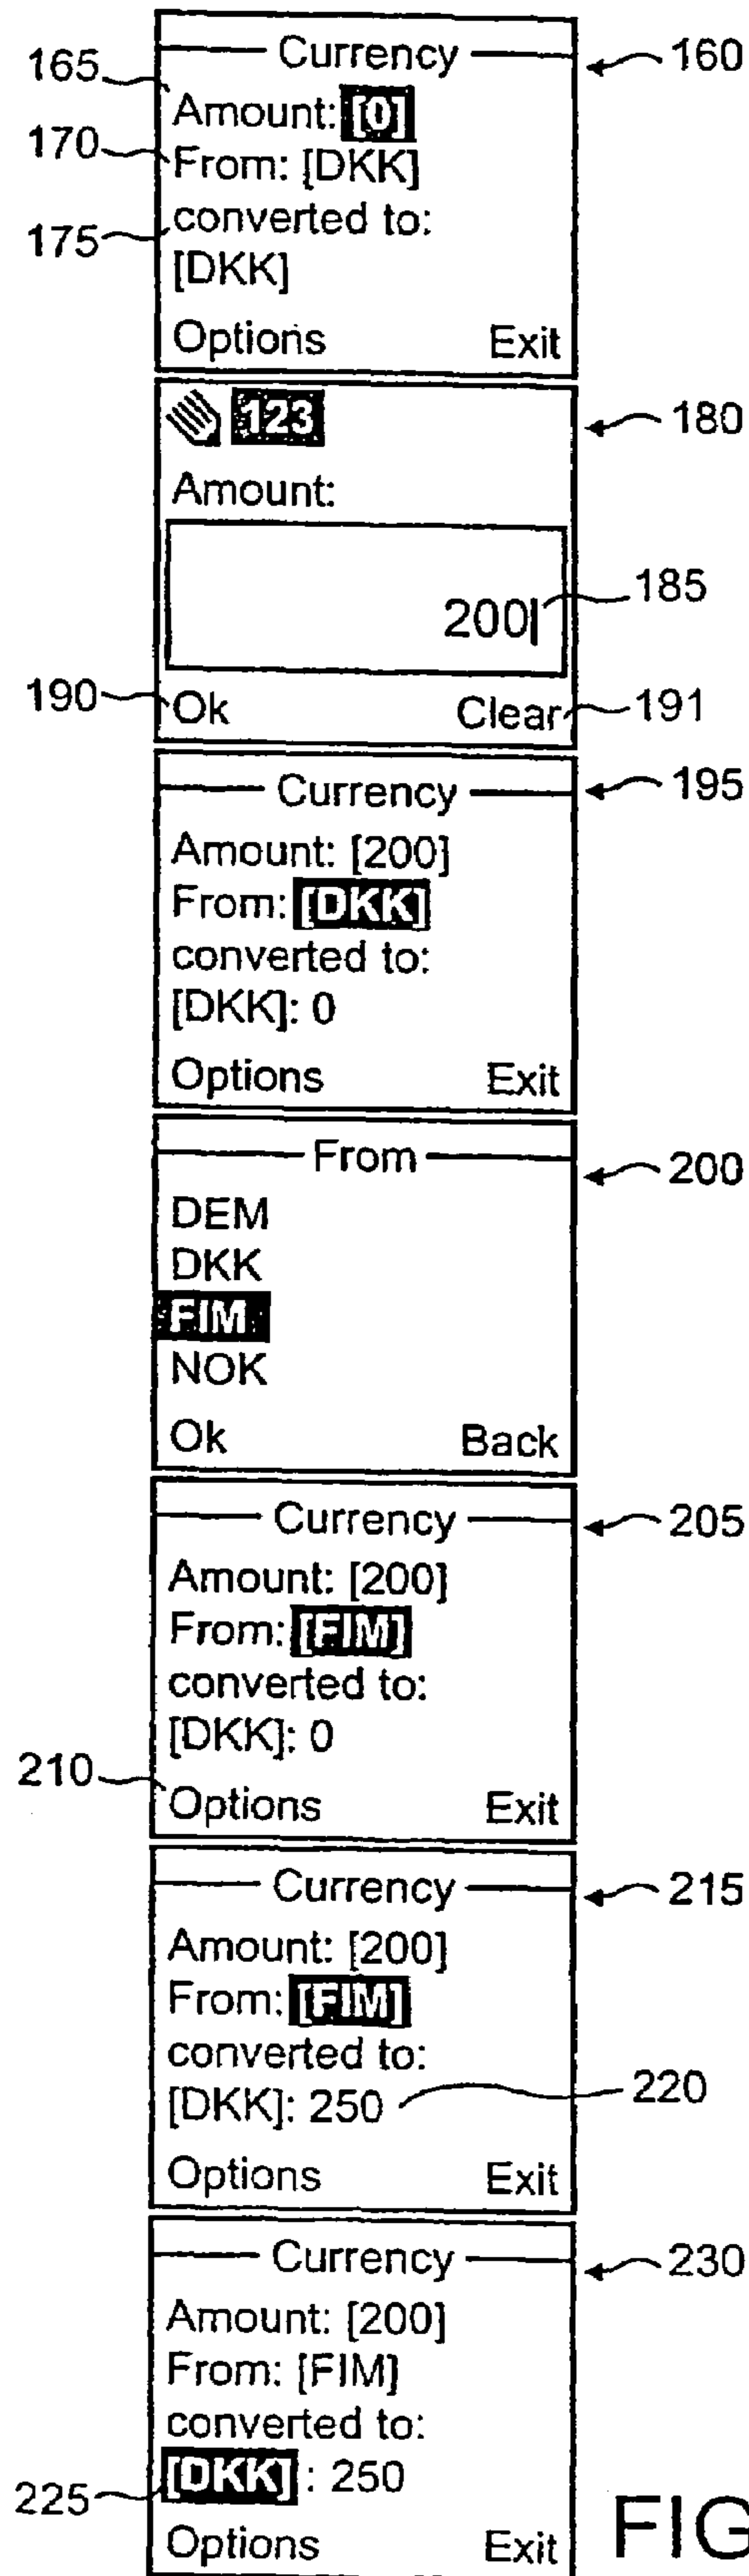 Currency
160
165
Amount: [0]
170
From: [DKK]
175
converted to:
[DKK]
Options Exit
123
180
Amount:
200|
185
190
Ok Clear
191
Currency
195
Amount: [200]
From: [DKK]
converted to:
[DKK]: 0
Options Exit
From
200
DEM
DKK
FIM
NOK
Ok Back
Currency
205
Amount: [200]
From: [FIM]
converted to:
[DKK]: 0
210
Options Exit
Currency
215
Amount: [200]
From: [FIM]
converted to:
[DKK]: 250
220
Options Exit
Currency
230
Amount: [200]
From: [FIM]
converted to:
[DKK] : 250
225
Options Exit
FIG